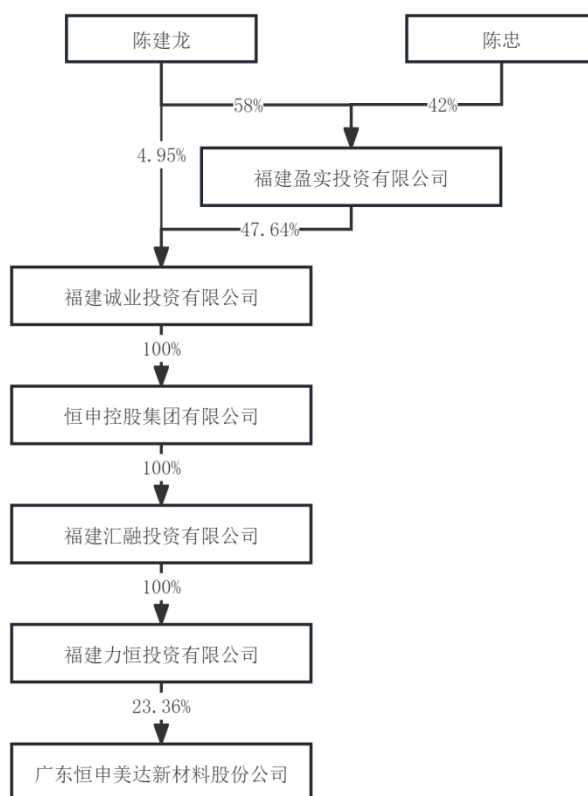 陈建龙
陈忠
58%
42%
4.95%
福建盈实投资有限公司
47.64%
福建诚业投资有限公司
100%
恒申控股集团有限公司
100%
福建汇融投资有限公司
100%
福建力恒投资有限公司
23.36%
广东恒申美达新材料股份公司